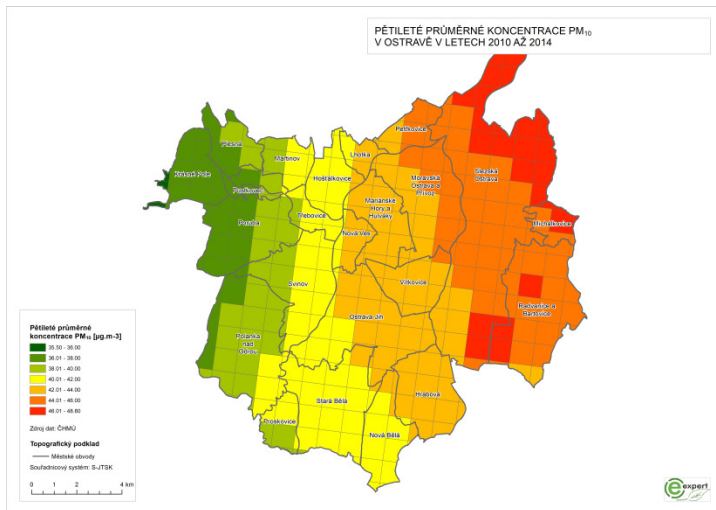 PĚTILETÉ PRŮMĚRNÉ KONCENTRACE PM₁₀
V OSTRAVĚ V LETECH 2010 AŽ 2014
Petřkovice
Plesná
Martinov
Lhotka
Krásné Pole
Hošťálkovice
Moravská
Ostrava a
Přívoz
Slezská
Ostrava
Pustkovec
Mariánské
Hory a
Hulváky
Třebovice
Michálkovice
Poruba
Nová Ves
Svinov
Vítkovice
Radvanice a
Bartovice
Ostrava-Jih
Polanka
nad
Odrou
Hrabová
Stará Bělá
Proskovice
Nová Bělá
Pětileté průměrné
koncentrace PM₁₀ [µg.m-3]
35.50 - 36.00
36.01 - 38.00
38.01 - 40.00
40.01 - 42.00
42.01 - 44.00
44.01 - 46.00
46.01 - 48.60
Zdroj dat: ČHMÚ
Topografický podklad
Městské obvody
Souřadnicový systém: S-JTSK
0 1 2 4 km
e expert